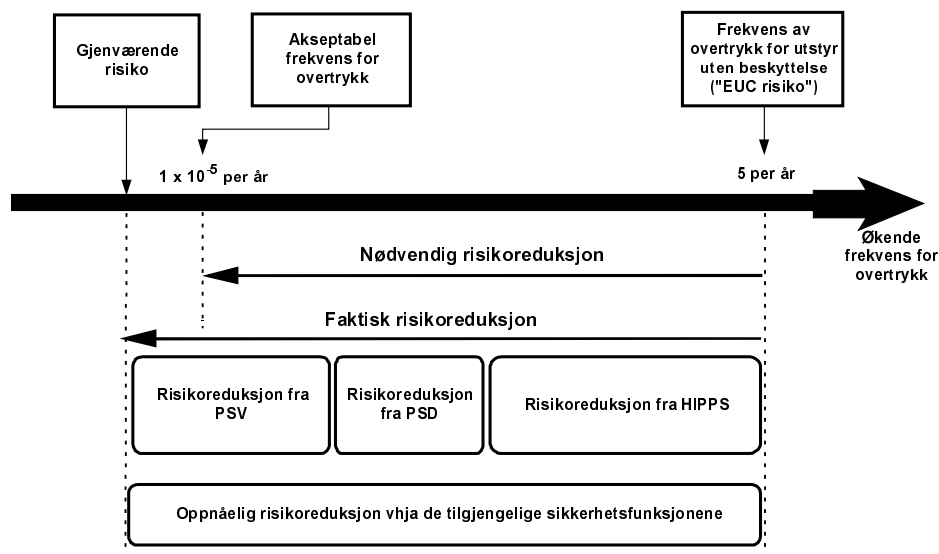 Gjenværende
risiko
Akseptabel
frekvens for
overtrykk
Frekvens av
overtrykk for utstyr
uten beskyttelse
("EUC risiko")
1 x 10-5 per år
5 per år
Økende
frekvens for
overtrykk
Nødvendig risikoreduksjon
Faktisk risikoreduksjon
Risikoreduksjon fra
PSV
Risikoreduksjon
fra PSD
Risikoreduksjon fra HIPPS
Oppnåelig risikoreduksjon vhja de tilgjengelige sikkerhetsfunksjonene